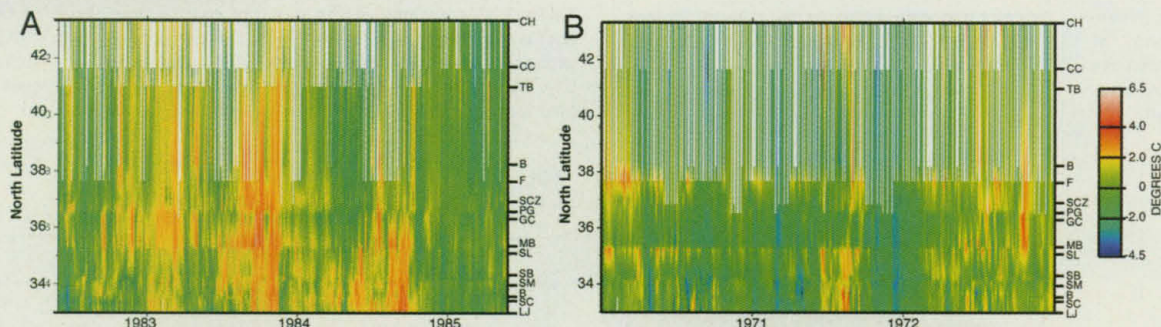 A
B
CH
42
CC
TB
40
B
38
F
SCZ
PG
36
GC
MB
SL
34
SB
SM
B
SC
LJ
North Latitude
1983
1984
1985
CH
42
CC
TB
40
B
38
F
SCZ
PG
36
GC
MB
SL
34
SB
SM
B
SC
LJ
North Latitude
1971
1972
6.5
4.0
2.0
0
-2.0
-4.5
DEGREES C